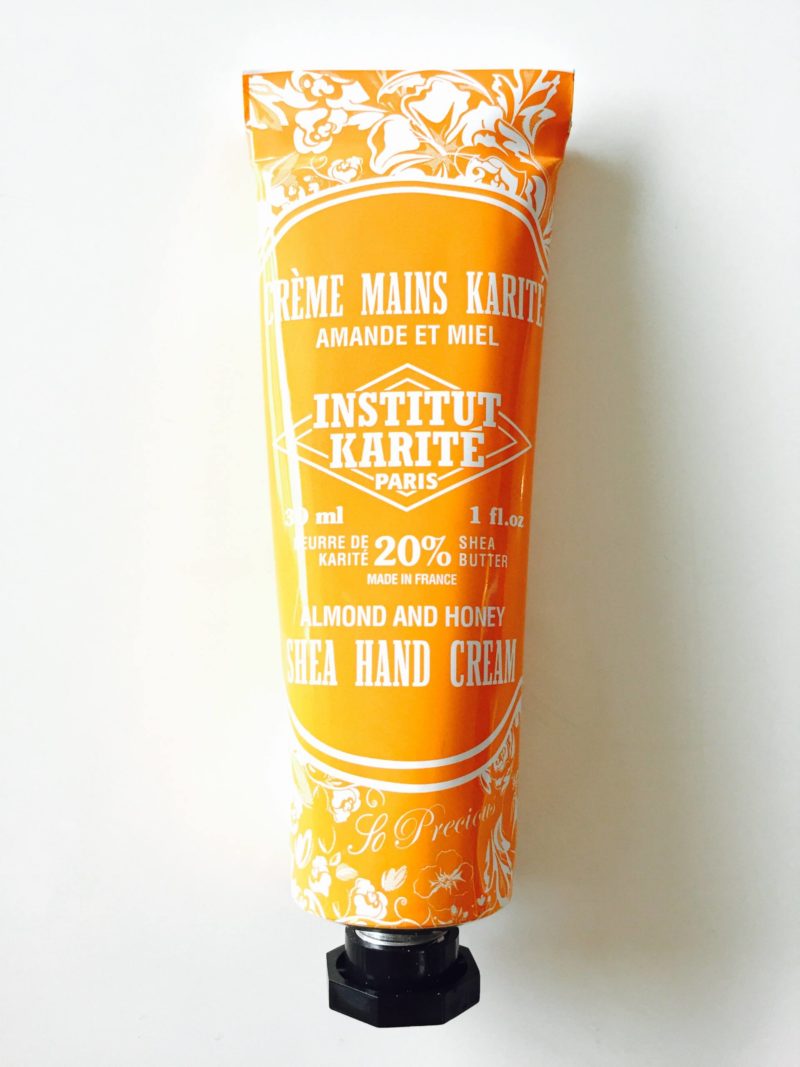 CRÈME MAINS KARITÉ
AMANDE ET MIEL
INSTITUT
KARITÉ
PARIS
30 ml 1 fl.oz
BEURRE DE KARITÉ 20% SHEA BUTTER
MADE IN FRANCE
ALMOND AND HONEY
SHEA HAND CREAM
So Precious